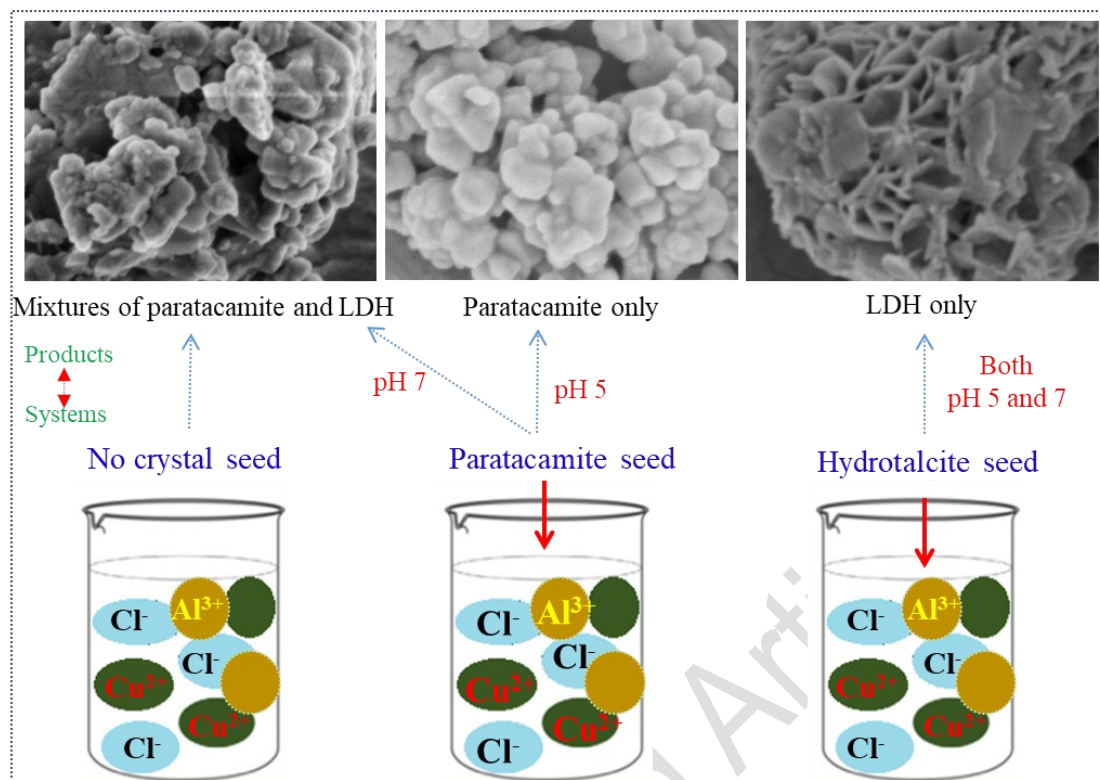 Mixtures of paratacamite and LDH
Paratacamite only
LDH only
Products
Systems
pH 7
pH 5
Both
pH 5 and 7
No crystal seed
Paratacamite seed
Hydrotalcite seed
Al³⁺
Cl⁻
Cl⁻
Cu²⁺
Cu²⁺
Cl⁻
Al³⁺
Cl⁻
Cl⁻
Cu²⁺
Cu²⁺
Cl⁻
Al³⁺
Cl⁻
Cl⁻
Cu²⁺
Cu²⁺
Cl⁻